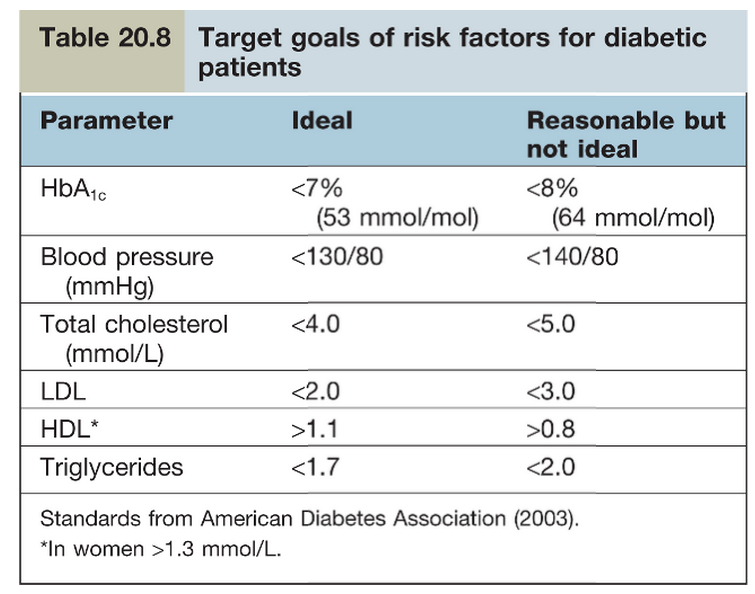 Table 20.8 Target goals of risk factors for diabetic
patients
Parameter Ideal Reasonable but
not ideal
HbA1c <7% <8%
(53 mmol/mol) (64 mmol/mol)
Blood pressure <130/80 <140/80
(mmHg)
Total cholesterol <4.0 <5.0
(mmol/L)
LDL <2.0 <3.0
HDL* >1.1 >0.8
Triglycerides <1.7 <2.0
Standards from American Diabetes Association (2003).
*In women >1.3 mmol/L.